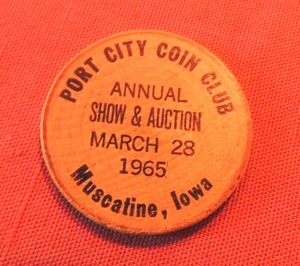 PORT CITY COIN CLUB
ANNUAL
SHOW & AUCTION
MARCH 28
1965
Muscatine, Iowa